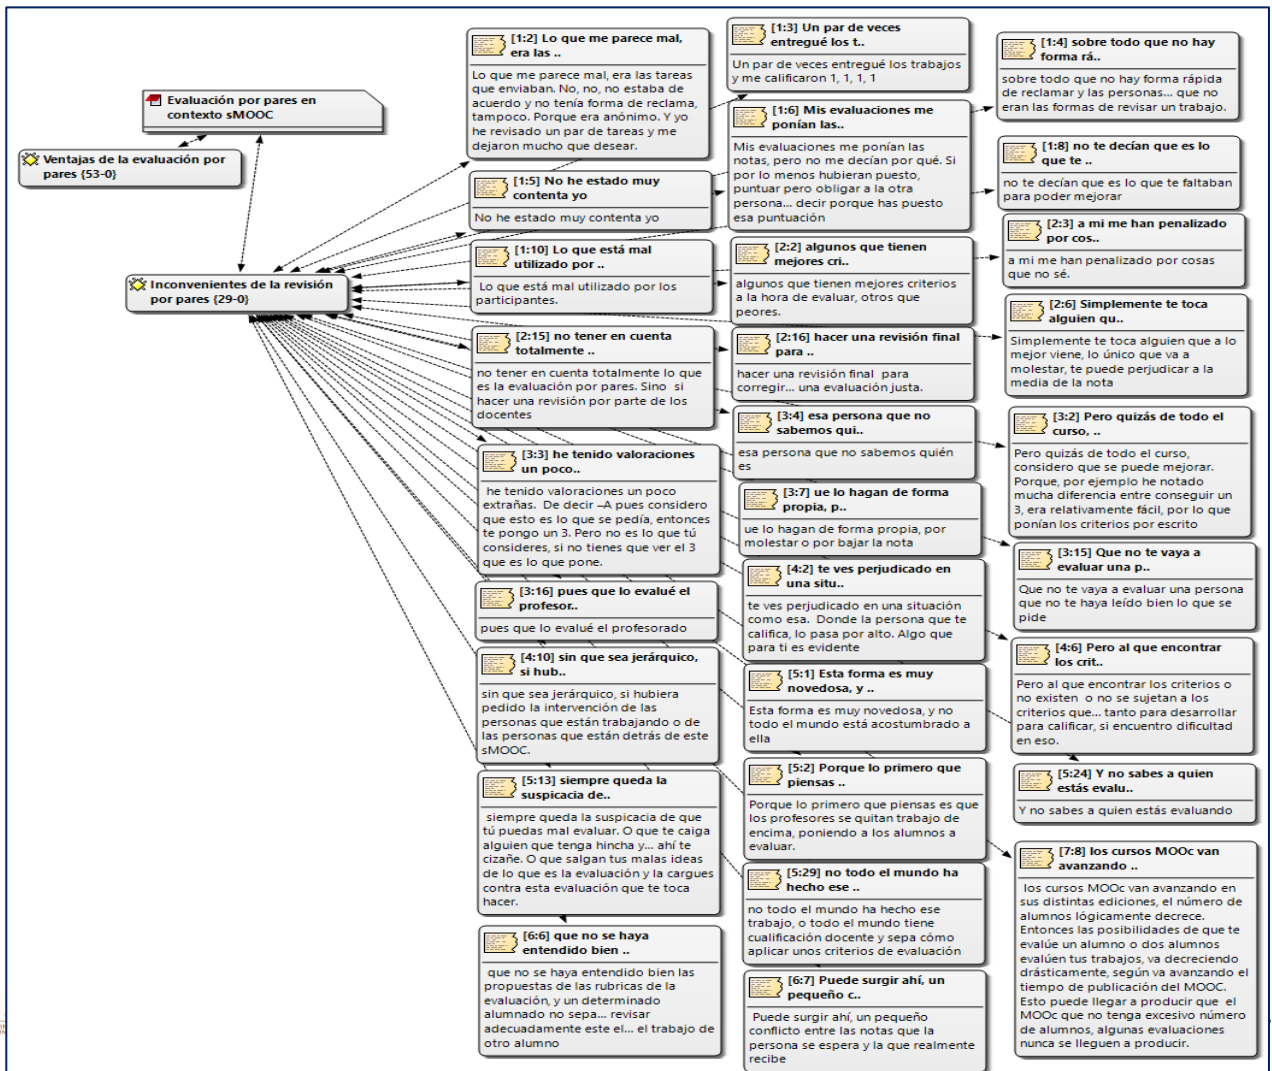 Evaluación por pares en
contexto sMOOC
Ventajas de la evaluación por
pares {53-0}
Inconvenientes de la revisión
por pares {29-0}
[1:2] Lo que me parece mal,
era las ..
Lo que me parece mal, era las tareas
que enviaban. No, no, no estaba de
acuerdo y no tenía forma de reclama,
tampoco. Porque era anónimo. Y yo
he revisado un par de tareas y me
dejaron mucho que desear.
[1:5] No he estado muy
contenta yo
No he estado muy contenta yo
[1:10] Lo que está mal
utilizado por ..
Lo que está mal utilizado por los
participantes.
[2:15] no tener en cuenta
totalmente ..
no tener en cuenta totalmente lo que
es la evaluación por pares. Sino si
hacer una revisión por parte de los
docentes
[3:3] he tenido valoraciones
un poco..
he tenido valoraciones un poco
extrañas. De decir –A pues considero
que esto es lo que se pedía, entonces
te pongo un 3. Pero no es lo que tú
consideres, si no tienes que ver el 3
que es lo que pone.
[3:16] pues que lo evalué el
profesor..
pues que lo evalué el profesorado
[4:10] sin que sea jerárquico,
si hub..
sin que sea jerárquico, si hubiera
pedido la intervención de las
personas que están trabajando o de
las personas que están detrás de este
sMOOC.
[5:13] siempre queda la
suspicacia de..
siempre queda la suspicacia de que
tú puedas mal evaluar. O que te caiga
alguien que tenga hincha y... ahí te
cizañe. O que salgan tus malas ideas
de lo que es la evaluación y la cargues
contra esta evaluación que te toca
hacer.
[6:6] que no se haya
entendido bien ..
que no se haya entendido bien las
propuestas de las rubricas de la
evaluación, y un determinado
alumnado no sepa... revisar
adecuadamente este el... el trabajo de
otro alumno
[1:3] Un par de veces
entregué los t..
Un par de veces entregué los trabajos
y me calificaron 1, 1, 1, 1
[1:6] Mis evaluaciones me
ponían las..
Mis evaluaciones me ponían las
notas, pero no me decían por qué. Si
por lo menos hubieran puesto,
puntuar pero obligar a la otra
persona... decir porque has puesto
esa puntuación
[2:2] algunos que tienen
mejores cri..
algunos que tienen mejores criterios
a la hora de evaluar, otros que
peores.
[2:16] hacer una revisión final
para ..
hacer una revisión final para
corregir... una evaluación justa.
[3:4] esa persona que no
sabemos qui..
esa persona que no sabemos quién
es
[3:7] ue lo hagan de forma
propia, p..
ue lo hagan de forma propia, por
molestar o por bajar la nota
[4:2] te ves perjudicado en
una situ..
te ves perjudicado en una situación
como esa. Donde la persona que te
califica, lo pasa por alto. Algo que
para ti es evidente
[5:1] Esta forma es muy
novedosa, y ..
Esta forma es muy novedosa, y no
todo el mundo está acostumbrado a
ella
[5:2] Porque lo primero que
piensas ..
Porque lo primero que piensas es que
los profesores se quitan trabajo de
encima, poniendo a los alumnos a
evaluar.
[5:29] no todo el mundo ha
hecho ese ..
no todo el mundo ha hecho ese
trabajo, o todo el mundo tiene
cualificación docente y sepa cómo
aplicar unos criterios de evaluación
[6:7] Puede surgir ahí, un
pequeño c..
Puede surgir ahí, un pequeño
conflicto entre las notas que la
persona se espera y la que realmente
recibe
[1:4] sobre todo que no hay
forma rá..
sobre todo que no hay forma rápida
de reclamar y las personas... que no
eran las formas de revisar un trabajo.
[1:8] no te decían que es lo
que te ..
no te decían que es lo que te faltaban
para poder mejorar
[2:3] a mi me han penalizado
por cos..
a mi me han penalizado por cosas
que no sé.
[2:6] Simplemente te toca
alguien qu..
Simplemente te toca alguien que a lo
mejor viene, lo único que va a
molestar, te puede perjudicar a la
media de la nota
[3:2] Pero quizás de todo el
curso, ..
Pero quizás de todo el curso,
considero que se puede mejorar.
Porque, por ejemplo he notado
mucha diferencia entre conseguir un
3, era relativamente fácil, por lo que
ponían los criterios por escrito
[3:15] Que no te vaya a
evaluar una p..
Que no te vaya a evaluar una persona
que no te haya leído bien lo que se
pide
[4:6] Pero al que encontrar
los crit..
Pero al que encontrar los criterios o
no existen o no se sujetan a los
criterios que... tanto para desarrollar
para calificar, si encuentro dificultad
en eso.
[5:24] Y no sabes a quien
estás evalu..
Y no sabes a quien estás evaluando
[7:8] los cursos MOOc van
avanzando ..
los cursos MOOc van avanzando en
sus distintas ediciones, el número de
alumnos lógicamente decrece.
Entonces las posibilidades de que te
evalúe un alumno o dos alumnos
evalúen tus trabajos, va decreciendo
drásticamente, según va avanzando el
tiempo de publicación del MOOC.
Esto puede llegar a producir que el
MOOC que no tenga excesivo número
de alumnos, algunas evaluaciones
nunca se lleguen a producir.